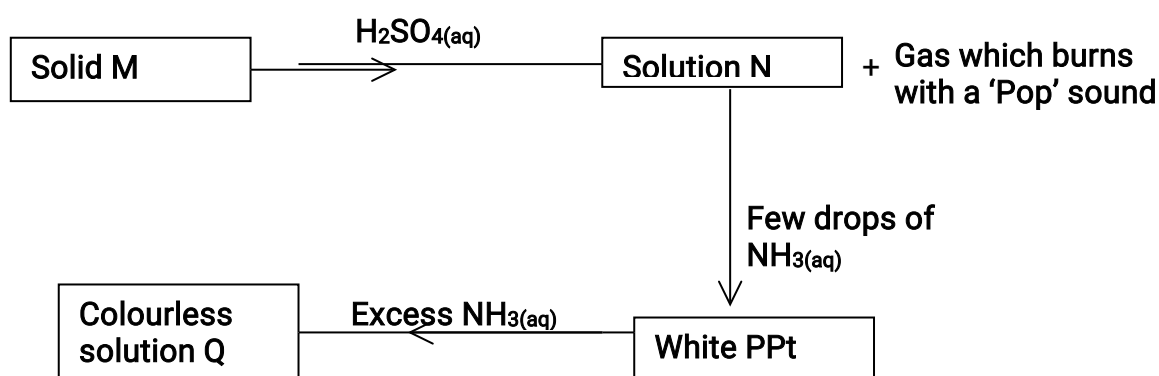 H₂SO₄(aq)
Solid M
Solution N
+ Gas which burns
with a ‘Pop’ sound
Few drops of
NH₃(aq)
Excess NH₃(aq)
Colourless
solution Q
White PPt